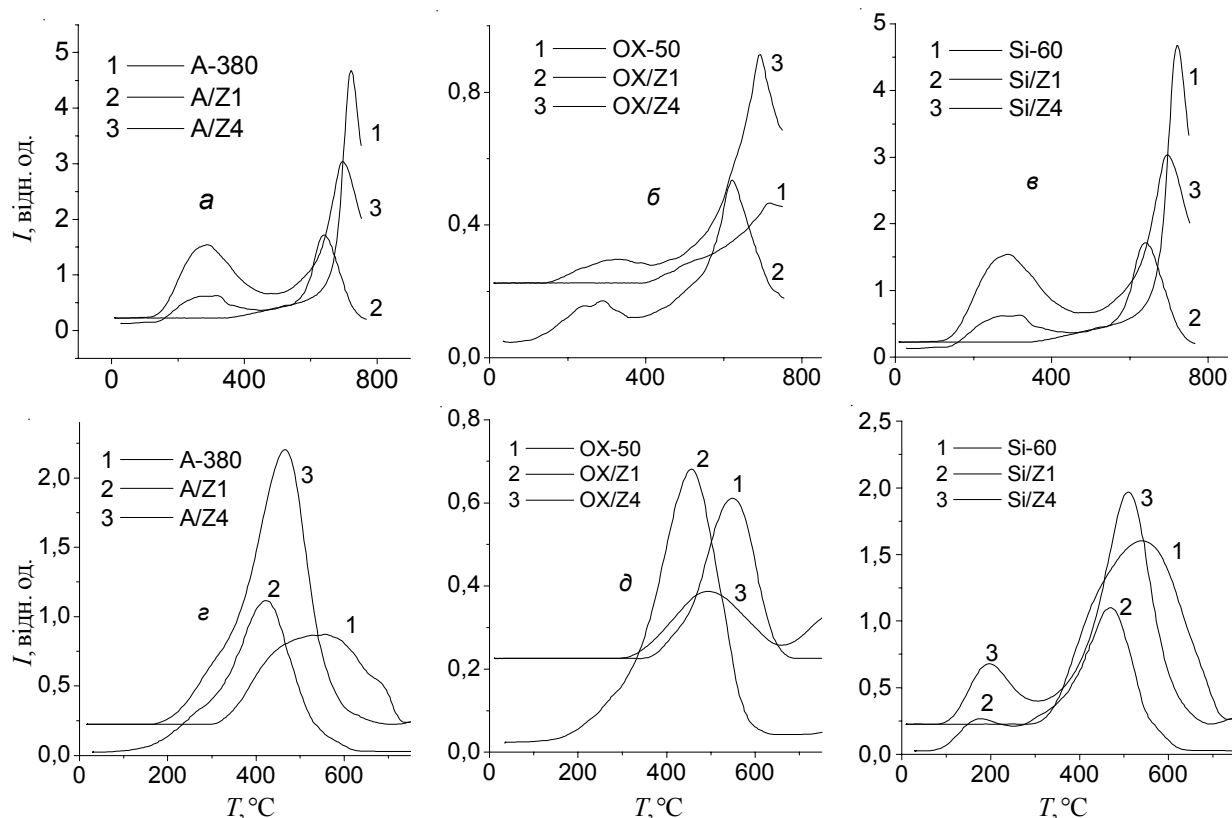 I, відн. од.
5
4
3
2
1
0
1 A-380
2 A/Z1
3 A/Z4
а
1
3
2
0 400 800
0,8
0,4
0,0
1 OX-50
2 OX/Z1
3 OX/Z4
б
3
1
2
0 400 800
5
4
3
2
1
0
1 Si-60
2 Si/Z1
3 Si/Z4
в
1
3
2
0 400 800
I, відн. од.
2,0
1,5
1,0
0,5
0,0
1 A-380
2 A/Z1
3 A/Z4
г
3
2
1
0 200 400 600
T, °C
0,8
0,6
0,4
0,2
0,0
1 OX-50
2 OX/Z1
3 OX/Z4
д
2
1
3
0 200 400 600
T, °C
2,5
2,0
1,5
1,0
0,5
0,0
1 Si-60
2 Si/Z1
3 Si/Z4
3
1
2
3
2
0 200 400 600
T, °C